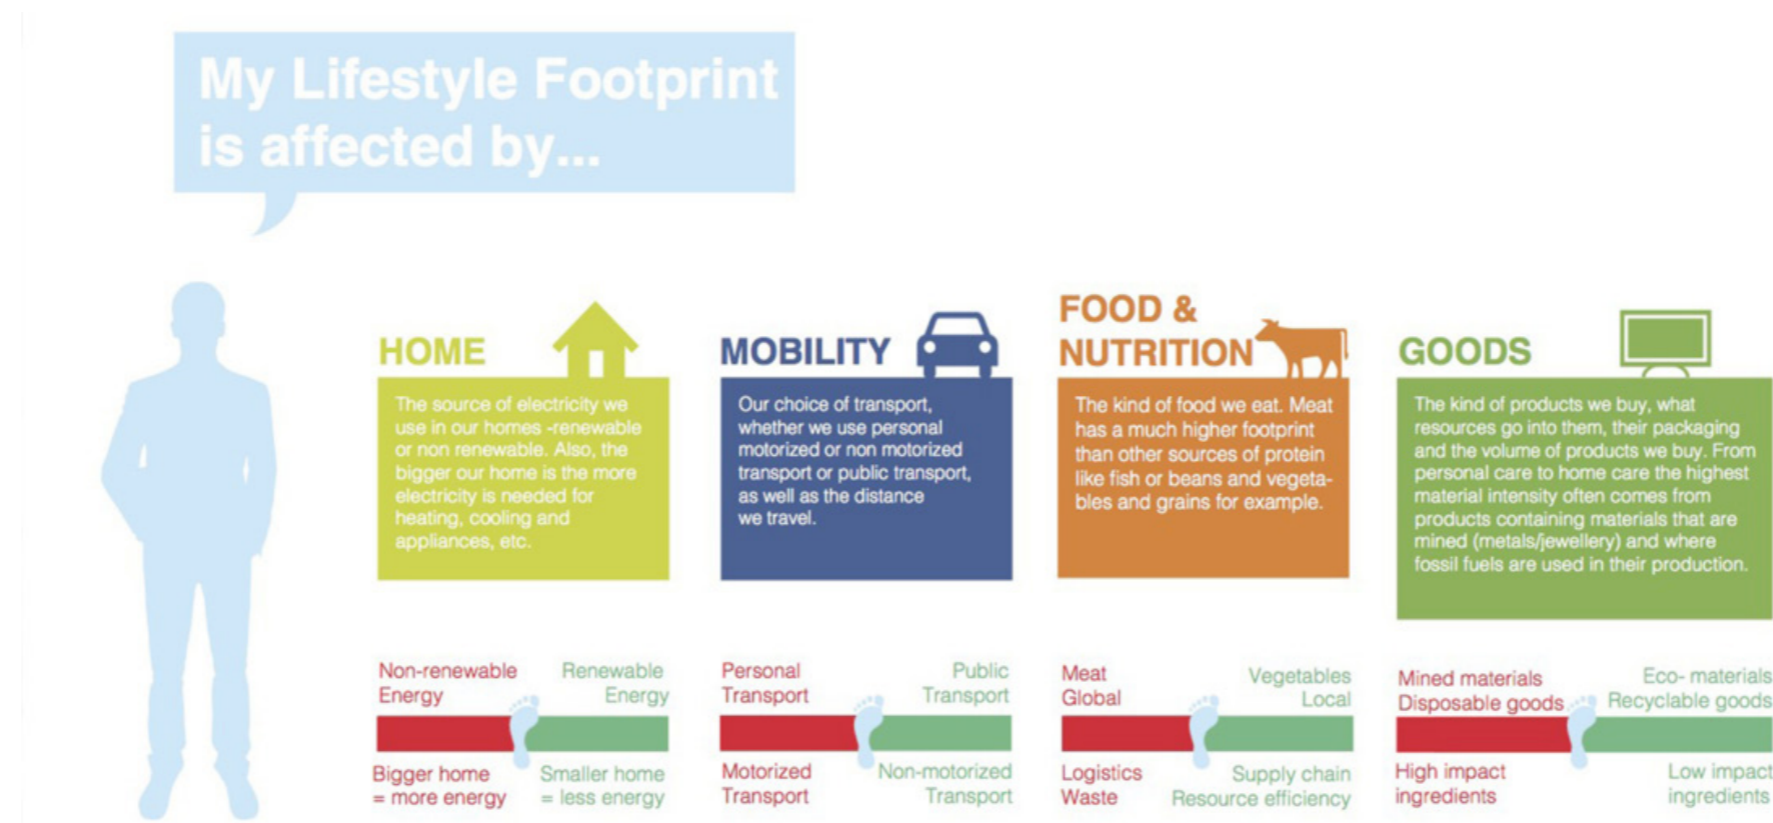 My Lifestyle Footprint
is affected by...
HOME
The source of electricity we
use in our homes -renewable
or non renewable. Also, the
bigger our home is the more
electricity is needed for
heating, cooling and
appliances, etc.
Non-renewable
Energy
Renewable
Energy
Bigger home
= more energy
Smaller home
= less energy
MOBILITY
Our choice of transport,
whether we use personal
motorized or non motorized
transport or public transport,
as well as the distance
we travel.
Personal
Transport
Public
Transport
Motorized
Transport
Non-motorized
Transport
FOOD &
NUTRITION
The kind of food we eat. Meat
has a much higher footprint
than other sources of protein
like fish or beans and vegeta-
bles and grains for example.
Meat
Global
Vegetables
Local
Logistics
Waste
Supply chain
Resource efficiency
GOODS
The kind of products we buy, what
resources go into them, their packaging
and the volume of products we buy. From
personal care to home care the highest
material intensity often comes from
products containing materials that are
mined (metals/jewellery) and where
fossil fuels are used in their production.
Mined materials
Disposable goods
Eco- materials
Recyclable goods
High impact
ingredients
Low impact
ingredients